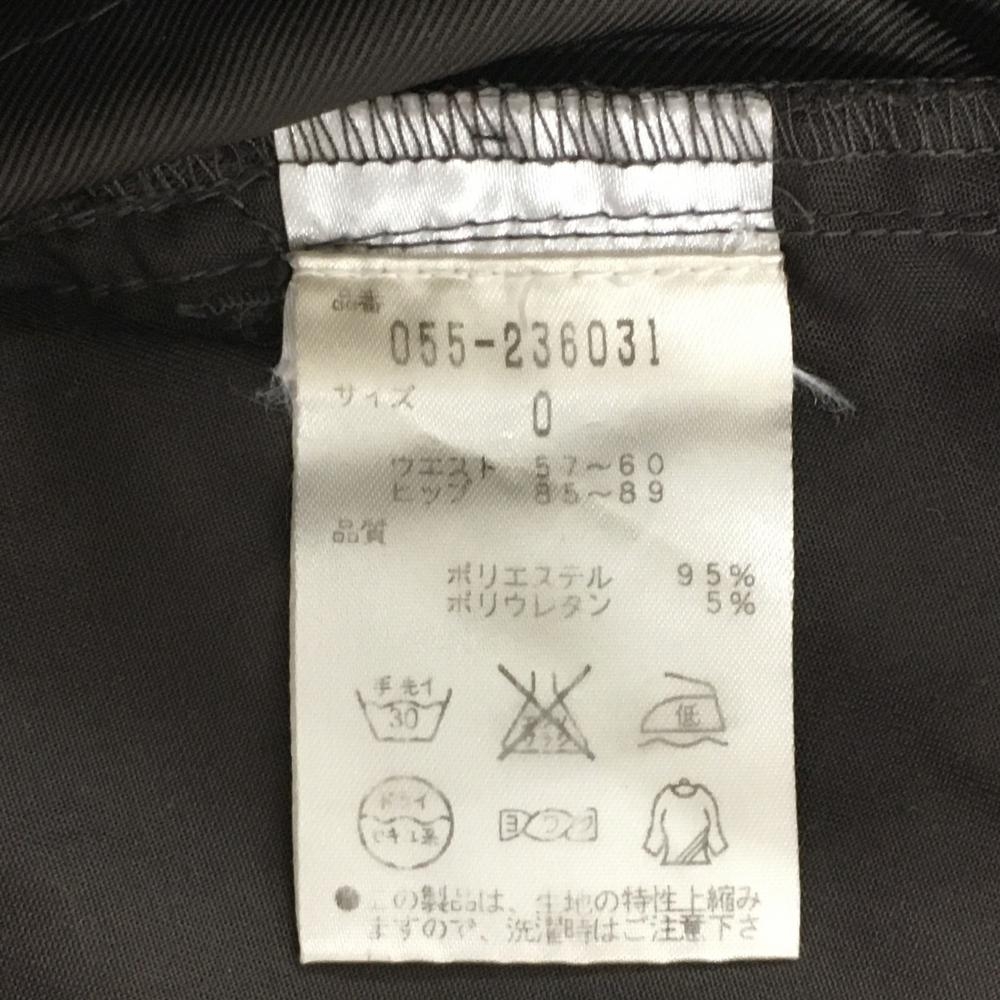 品番
055-236031
サイズ 0
ウエスト 57~60
ヒップ 85~89
品質
ポリエステル 95%
ポリウレタン 5%
手洗イ
30
エンソ
低
ドライ
セキユ系
ヨワク
●この製品は、生地の特性上縮み
ますので、洗濯時はご注意下さ